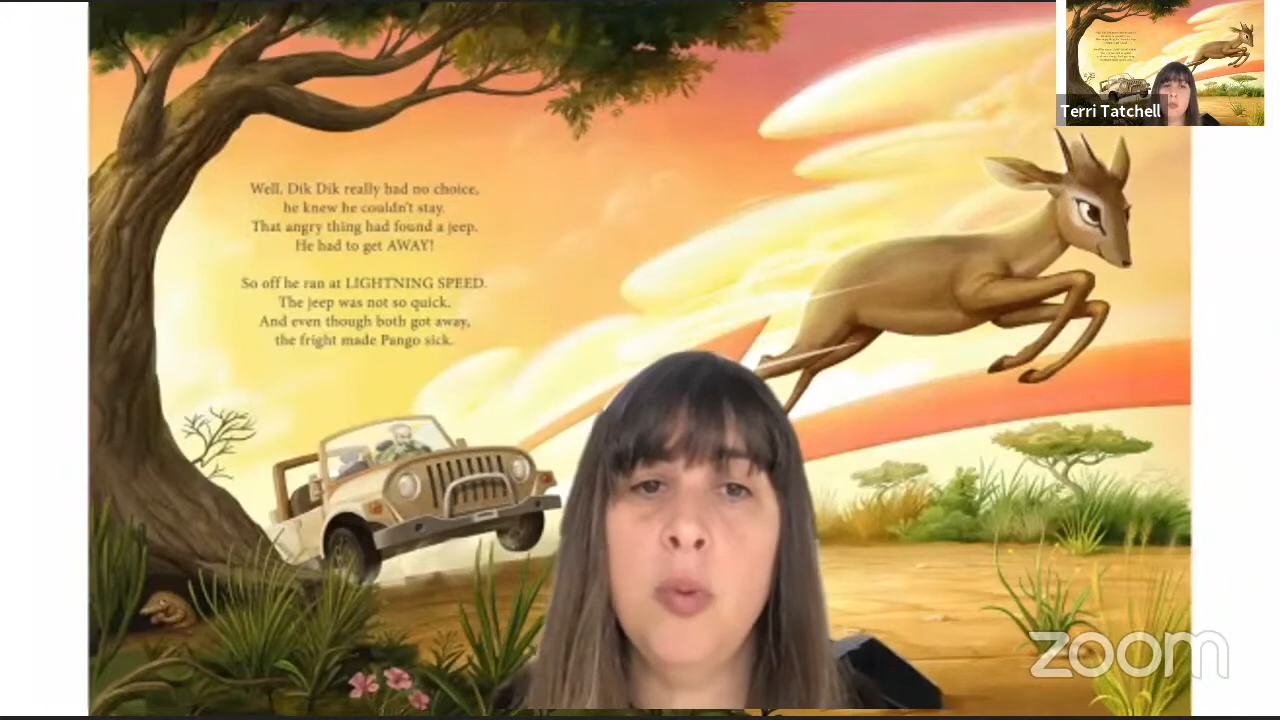 Terri Tatchell
Well, Dik Dik really had no choice,
he knew he couldn't stay.
That angry thing had found a jeep.
He had to get AWAY!
So off he ran at LIGHTNING SPEED.
The jeep was not so quick.
And even though both got away,
the fright made Pango sick.
zoom